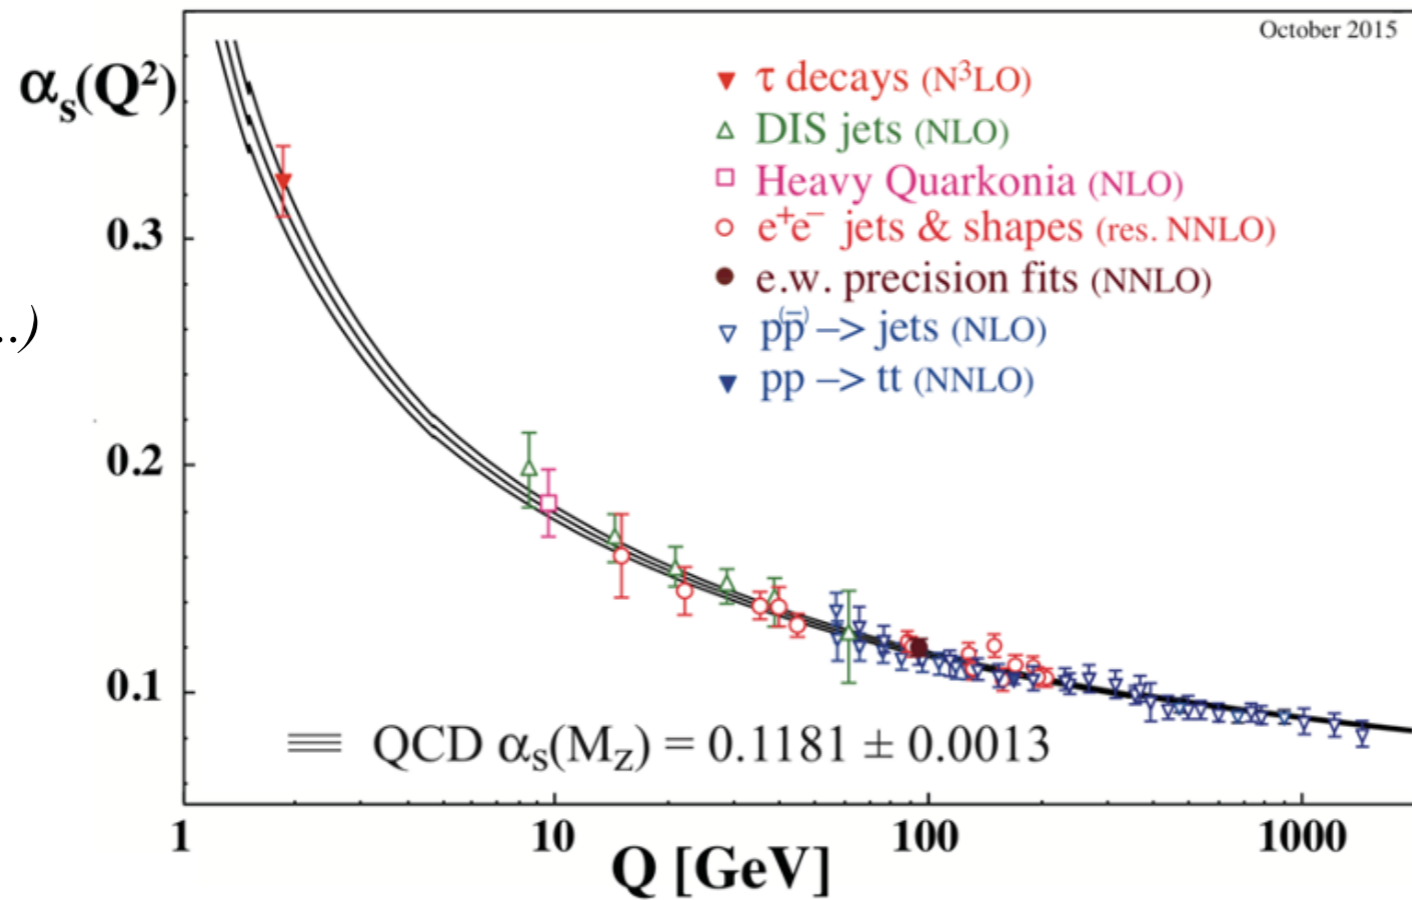 October 2015
αs(Q²)
τ decays (N³LO)
DIS jets (NLO)
Heavy Quarkonia (NLO)
e⁺e⁻ jets & shapes (res. NNLO)
e.w. precision fits (NNLO)
pp̄⁽⁻⁾ –> jets (NLO)
pp –> tt (NNLO)
0.3
..)
0.2
0.1
QCD αs(Mz) = 0.1181 ± 0.0013
1 10 100 1000
Q [GeV]